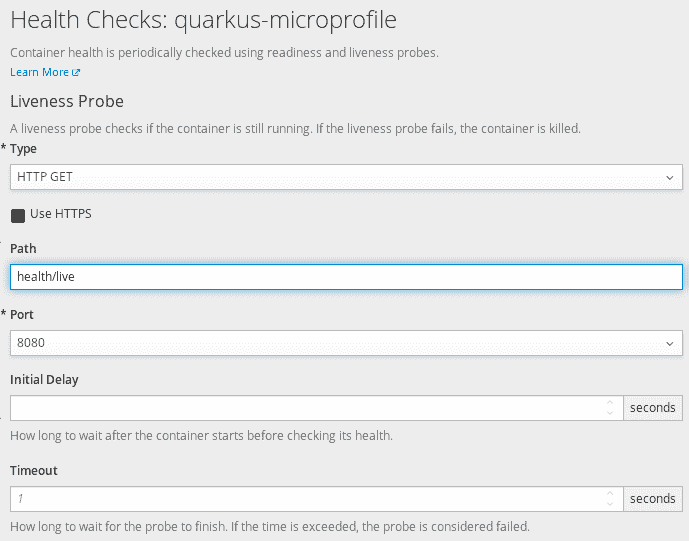 Health Checks: quarkus-microprofile
Container health is periodically checked using readiness and liveness probes.
Learn More
Liveness Probe
A liveness probe checks if the container is still running. If the liveness probe fails, the container is killed.
* Type
HTTP GET
Use HTTPS
Path
health/live
* Port
8080
Initial Delay
seconds
How long to wait after the container starts before checking its health.
Timeout
1 seconds
How long to wait for the probe to finish. If the time is exceeded, the probe is considered failed.